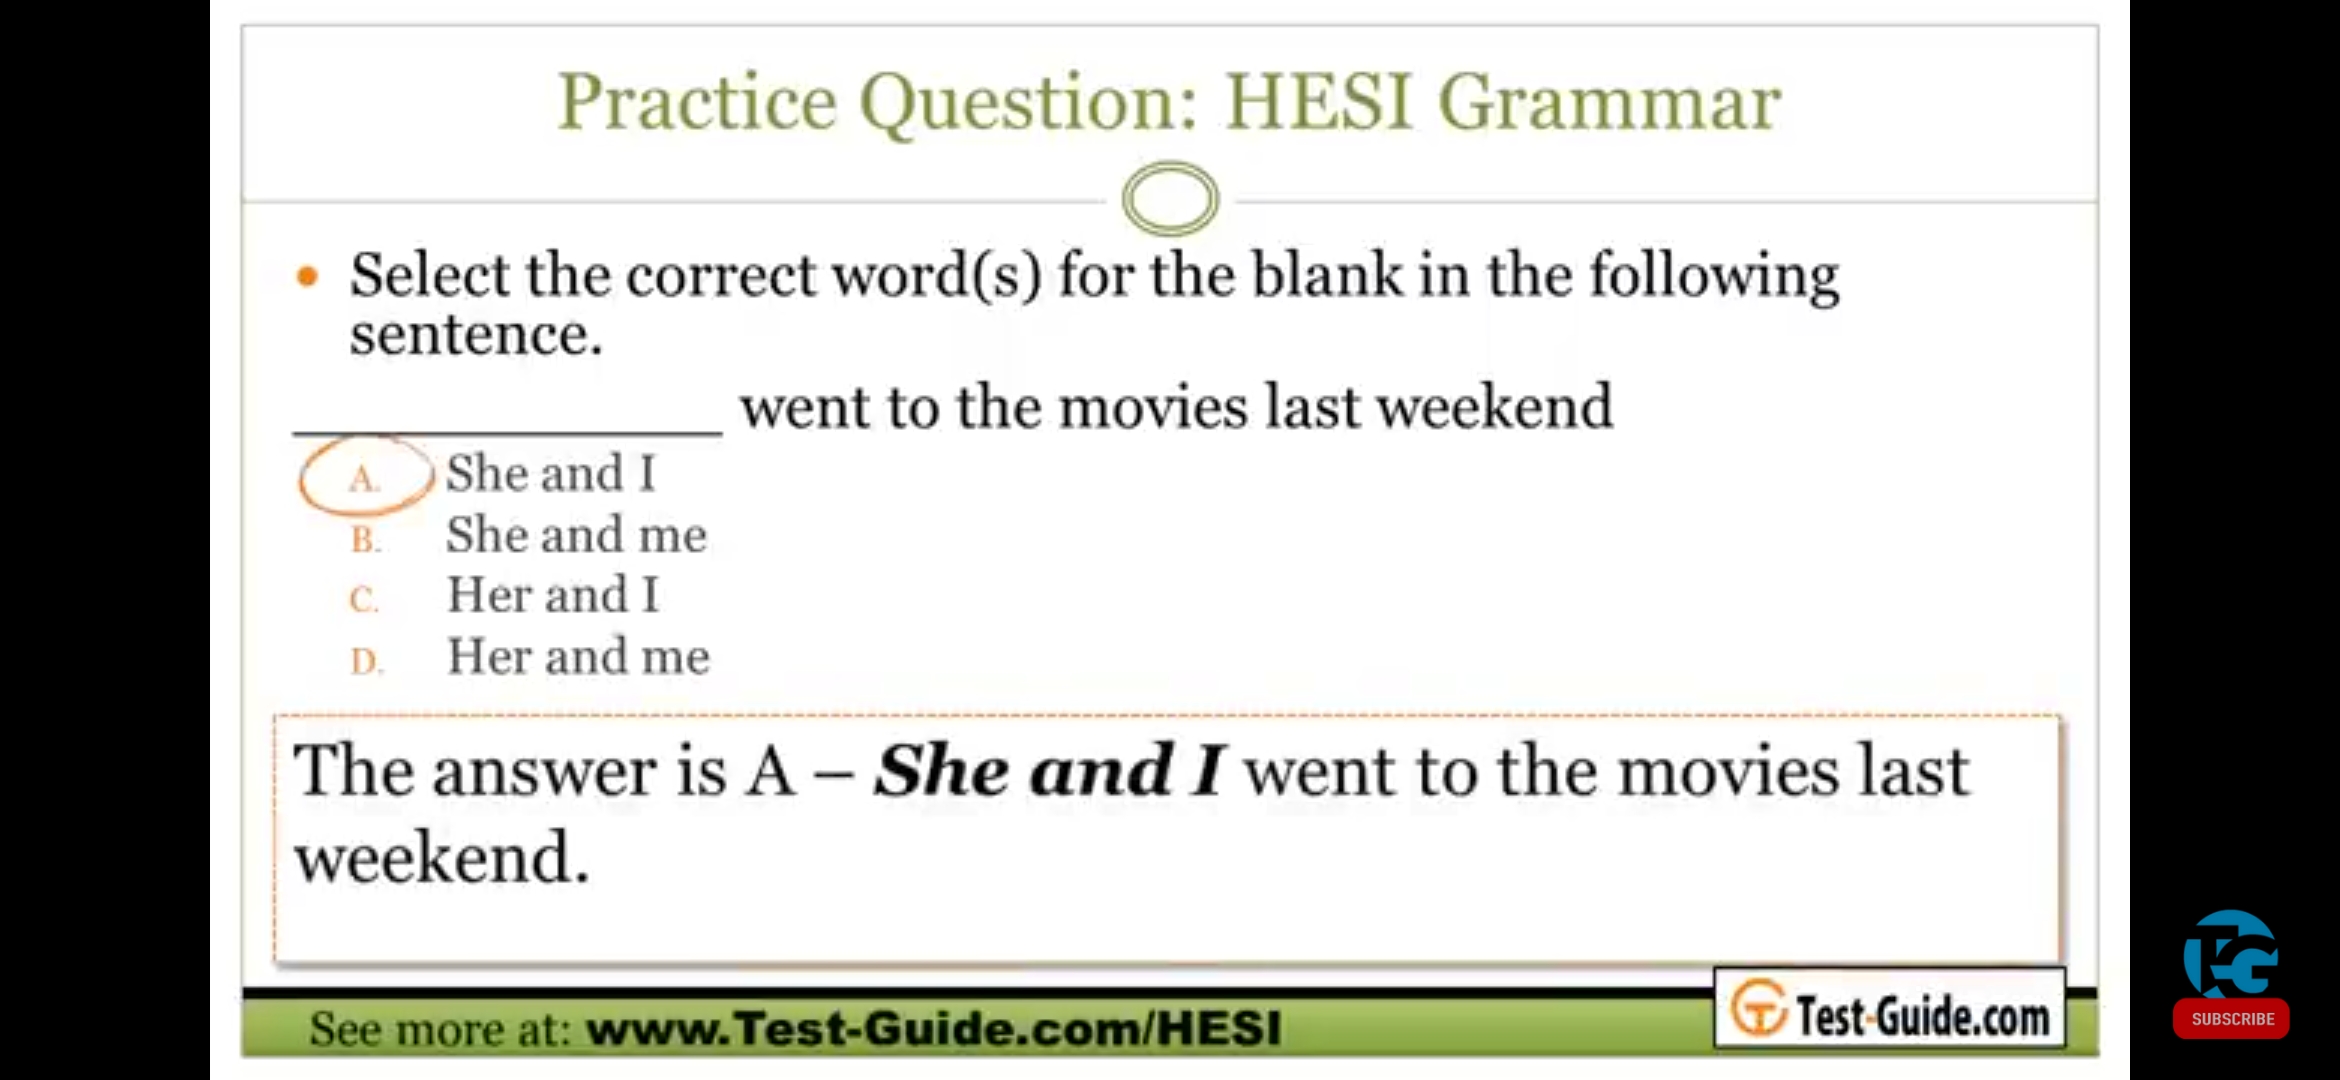 Practice Question: HESI Grammar
• Select the correct word(s) for the blank in the following
sentence.
______________ went to the movies last weekend
A. She and I
B. She and me
C. Her and I
D. Her and me
The answer is A – She and I went to the movies last
weekend.
See more at: www.Test-Guide.com/HESI
Test-Guide.com
TG
SUBSCRIBE